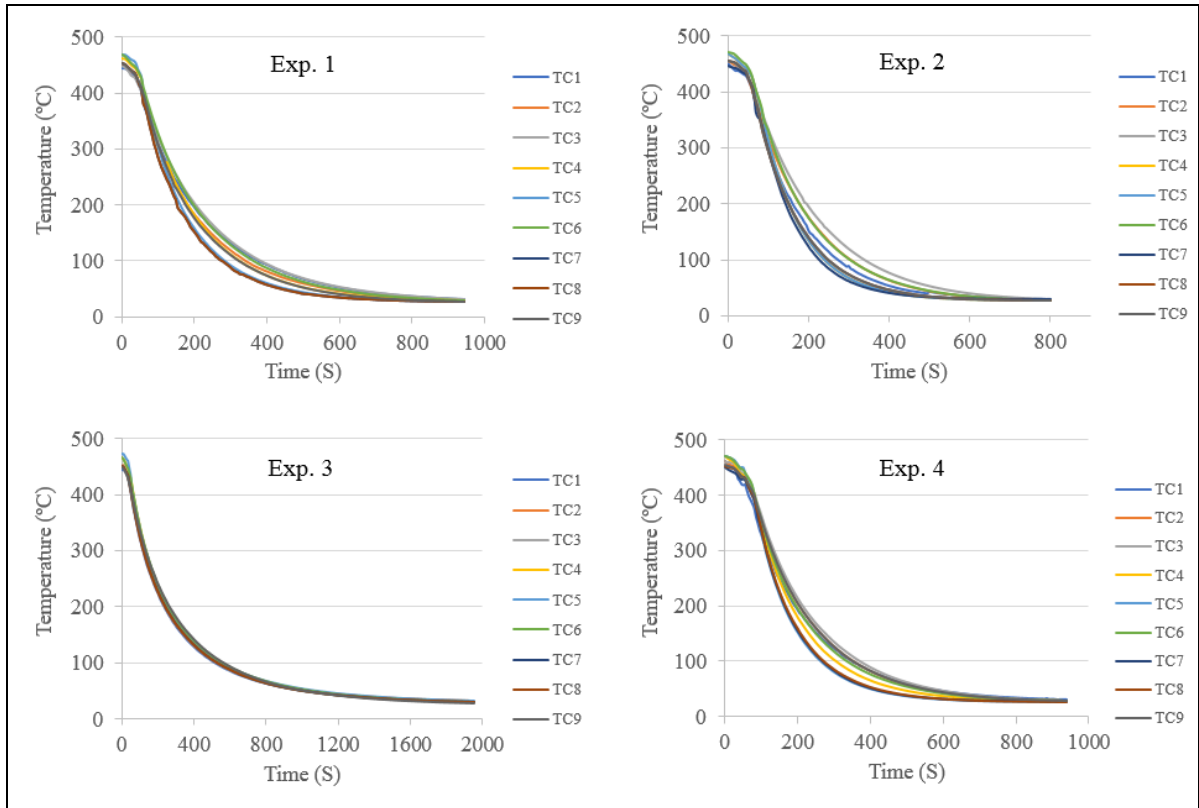 Exp. 1
Temperature (°C)
500
400
300
200
100
0
0 200 400 600 800 1000
Time (S)
TC1
TC2
TC3
TC4
TC5
TC6
TC7
TC8
TC9
Exp. 2
Temperature (°C)
500
400
300
200
100
0
0 200 400 600 800
Time (S)
TC1
TC2
TC3
TC4
TC5
TC6
TC7
TC8
TC9
Exp. 3
Temperature (°C)
500
400
300
200
100
0
0 400 800 1200 1600 2000
Time (S)
TC1
TC2
TC3
TC4
TC5
TC6
TC7
TC8
TC9
Exp. 4
Temperature (°C)
500
400
300
200
100
0
0 200 400 600 800 1000
Time (S)
TC1
TC2
TC3
TC4
TC5
TC6
TC7
TC8
TC9